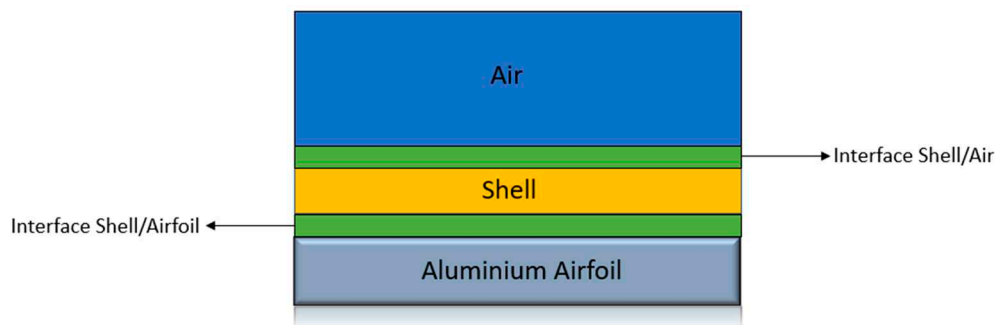 Air
Interface Shell/Air
Shell
Interface Shell/Airfoil
Aluminium Airfoil